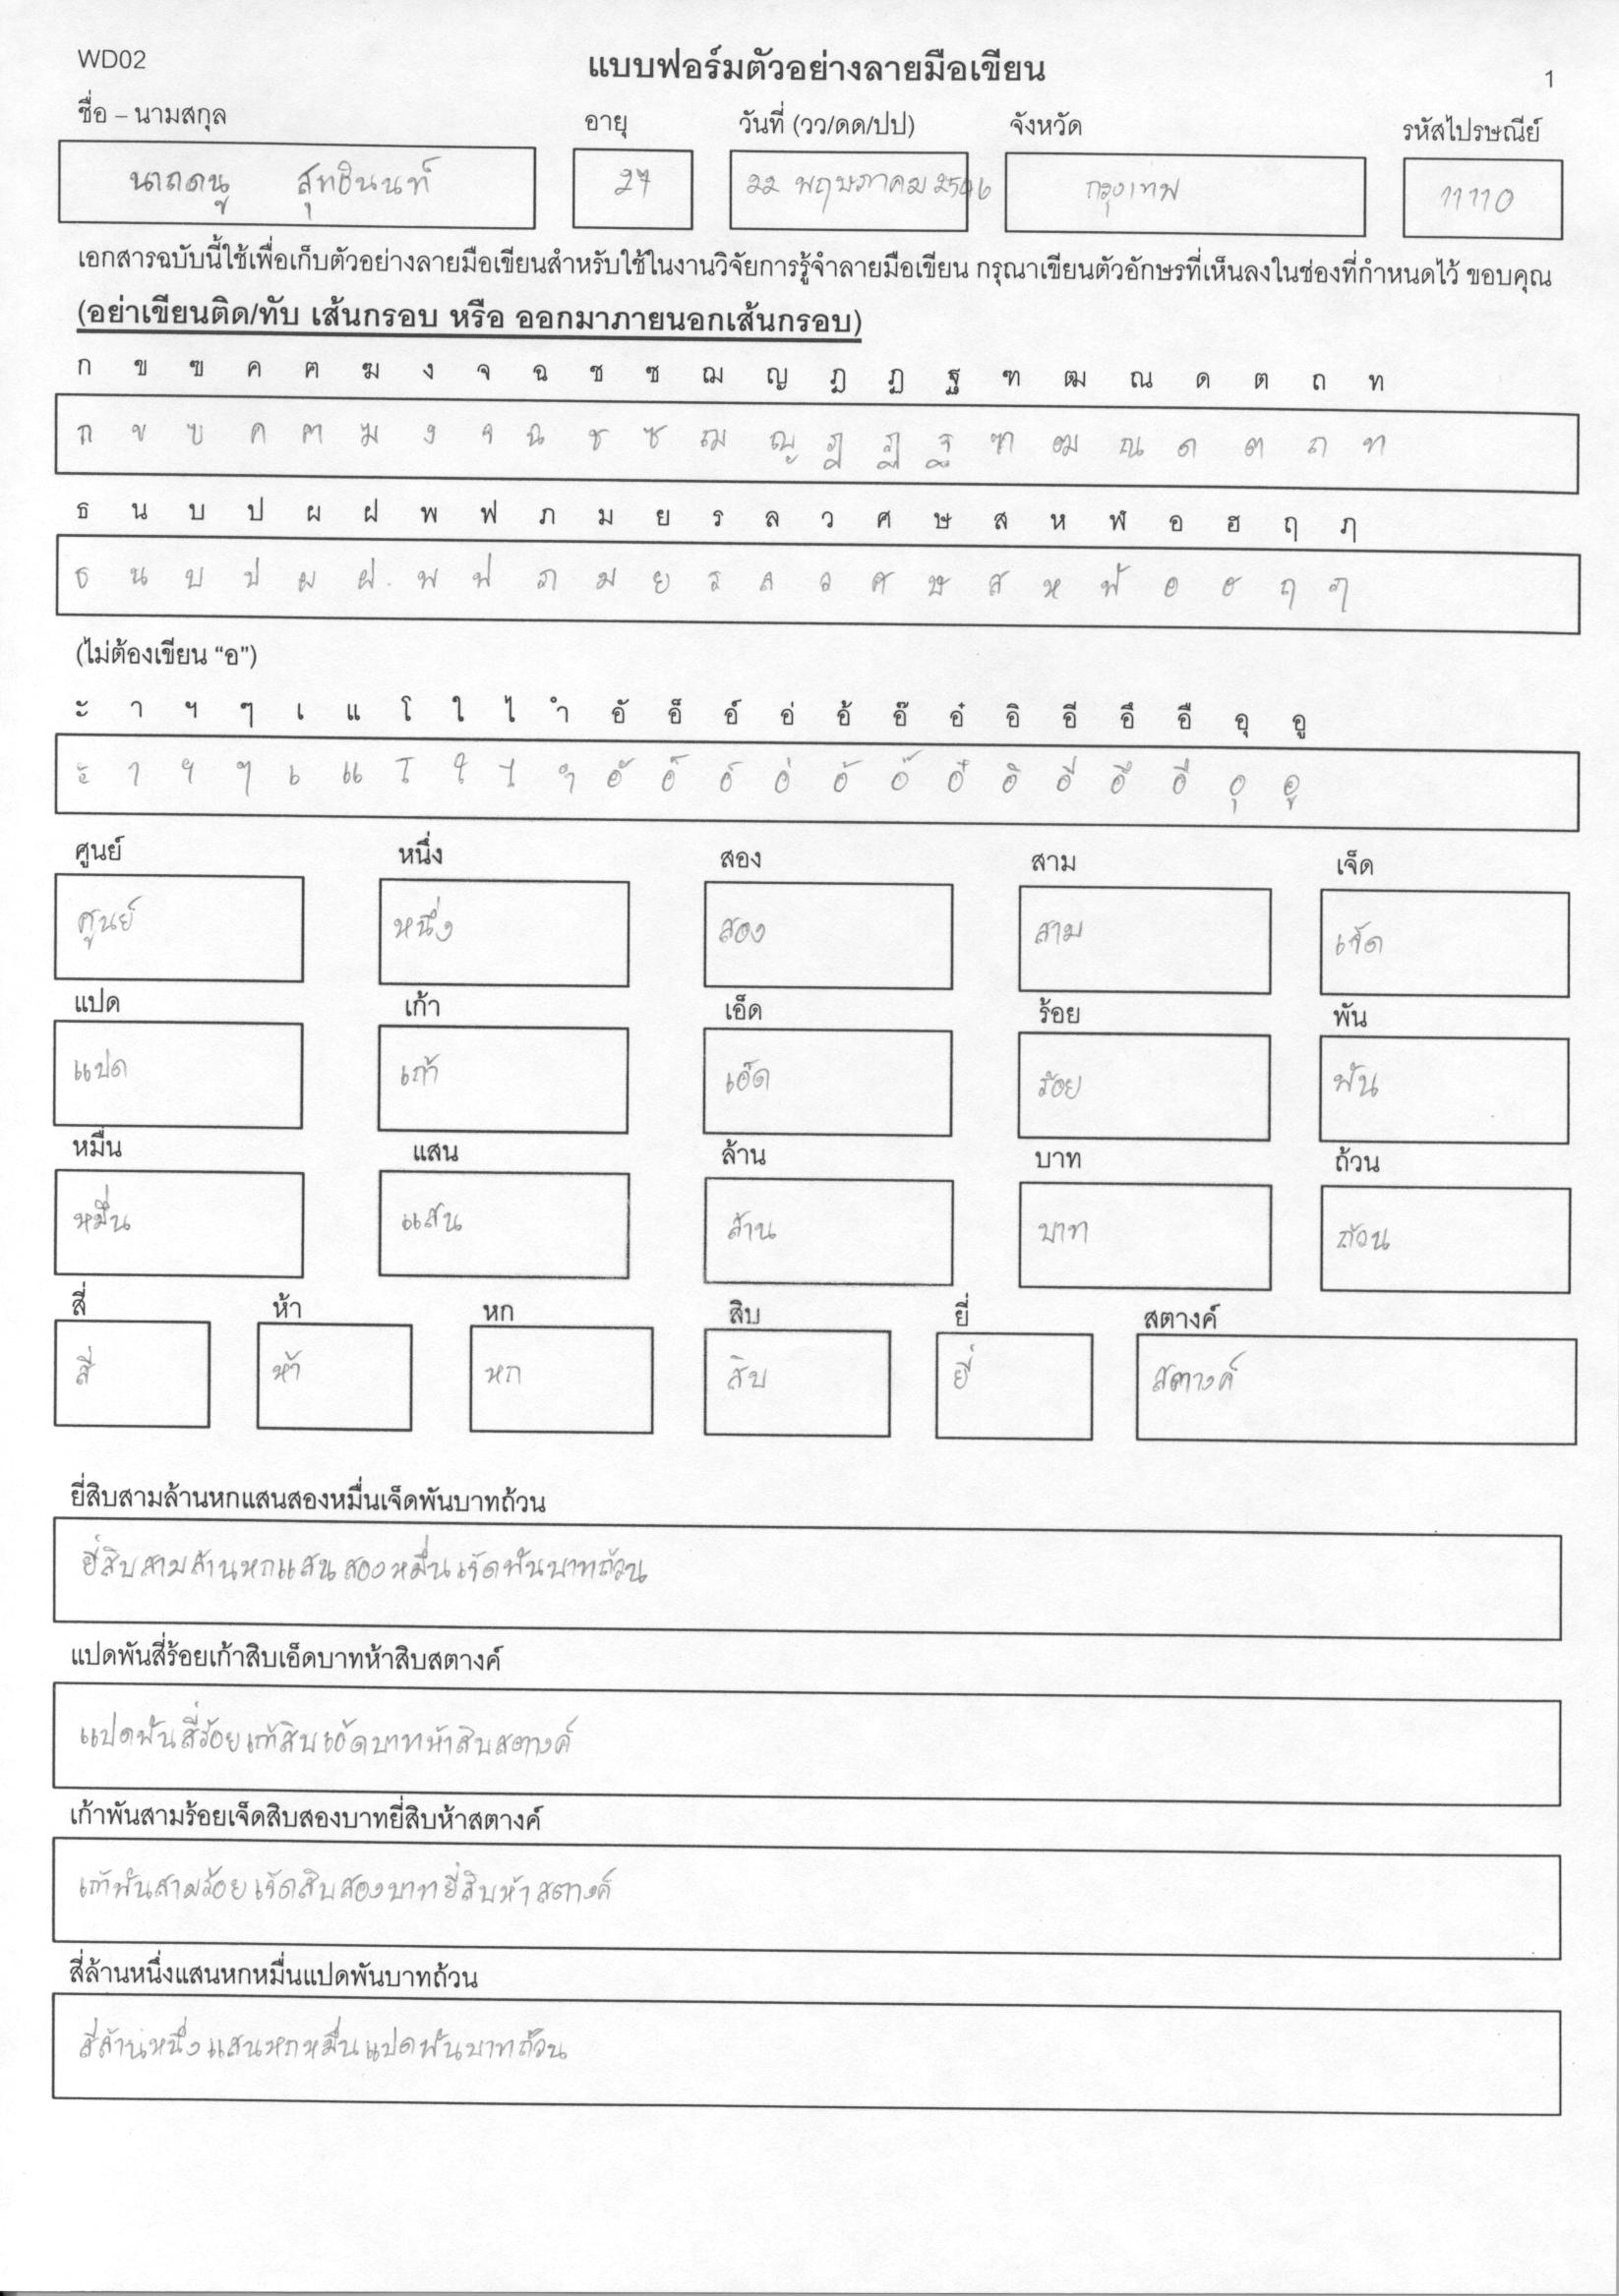 WD02
แบบฟอร์มตัวอย่างลายมือเขียน
1
ชื่อ – นามสกุล อายุ วันที่ (วว/ดด/ปป) จังหวัด รหัสไปรษณีย์
สุทธินนท์ 27 22 พฤษภาคม 2546 กรุงเทพ 11110
เอกสารฉบับนี้ใช้เพื่อเก็บตัวอย่างลายมือเขียนสำหรับใช้ในงานวิจัยการรู้จำลายมือเขียน กรุณาเขียนตัวอักษรที่เห็นลงในช่องที่กำหนดไว้ ขอบคุณ
(อย่าเขียนติด/ทับ เส้นกรอบ หรือ ออกมาภายนอกเส้นกรอบ)
ก ข ฃ ค ฅ ฆ ง จ ฉ ช ซ ฌ ญ ฎ ฏ ฐ ฑ ฒ ณ ด ต ถ ท
ก ข ฃ ค ฅ ฆ ง จ ฉ ช ซ ฌ ญ ฎ ฏ ฐ ฑ ฒ ณ ด ต ถ ท
ธ น บ ป ผ ฝ พ ฟ ภ ม ย ร ล ว ศ ษ ส ห ฬ อ ฮ ฤ ฦ
ธ น บ ป ผ ฝ พ ฟ ภ ม ย ร ล ว ศ ษ ส ห ฬ อ ฮ ฤ ฦ
(ไม่ต้องเขียน “อ”)
ะ า ฯ ๆ เ แ โ ใ ไ ำ อั อ็ อ์ อ่ อ้ อ๊ อ๋ อิ อี อึ อื อุ อู
ะ า ฯ ๆ เ แ โ ใ ไ ำ อั อ็ อ์ อ่ อ้ อ๊ อ๋ อิ อี อึ อื อุ อู
ศูนย์ หนึ่ง สอง สาม เจ็ด
ศูนย์ หนึ่ง สอง สาม เจ็ด
แปด เก้า เอ็ด ร้อย พัน
แปด เก้า เอ็ด ร้อย พัน
หมื่น แสน ล้าน บาท ถ้วน
หมื่น แสน ล้าน บาท ถ้วน
สี่ ห้า หก สิบ ยี่ สตางค์
สี่ ห้า หก สิบ ยี่ สตางค์
ยี่สิบสามล้านหกแสนสองหมื่นเจ็ดพันบาทถ้วน
ยี่สิบสามล้านหกแสนสองหมื่นเจ็ดพันบาทถ้วน
แปดพันสี่ร้อยเก้าสิบเอ็ดบาทห้าสิบสตางค์
แปดพันสี่ร้อยเก้าสิบเอ็ดบาทห้าสิบสตางค์
เก้าพันสามร้อยเจ็ดสิบสองบาทยี่สิบห้าสตางค์
เก้าพันสามร้อยเจ็ดสิบสองบาทยี่สิบห้าสตางค์
สี่ล้านหนึ่งแสนหกหมื่นแปดพันบาทถ้วน
สี่ล้านหนึ่งแสนหกหมื่นแปดพันบาทถ้วน